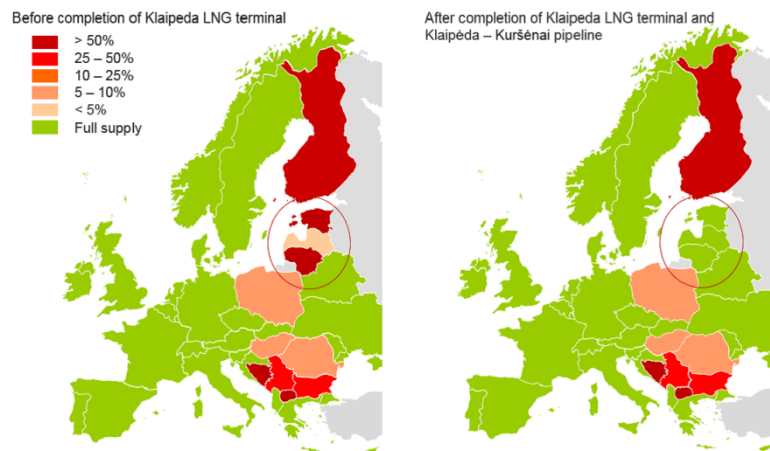 Before completion of Klaipeda LNG terminal
> 50%
25 – 50%
10 – 25%
5 – 10%
< 5%
Full supply
After completion of Klaipeda LNG terminal and
Klaipėda – Kuršėnai pipeline